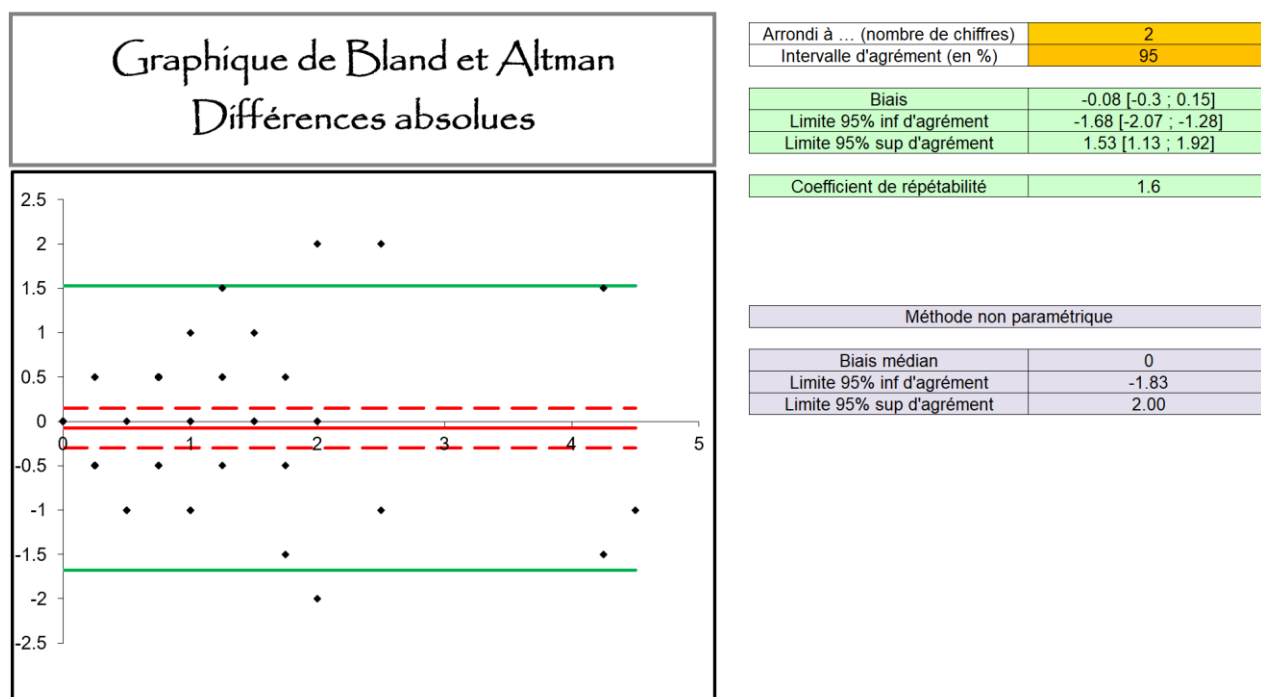 Graphique de Bland et Altman
Différences absolues
2.5
2
1.5
1
0.5
0
-0.5
-1
-1.5
-2
-2.5
0 1 2 3 4 5
Arrondi à ... (nombre de chiffres) 2
Intervalle d'agrément (en %) 95
Biais -0.08 [-0.3 ; 0.15]
Limite 95% inf d'agrément -1.68 [-2.07 ; -1.28]
Limite 95% sup d'agrément 1.53 [1.13 ; 1.92]
Coefficient de répétabilité 1.6
Méthode non paramétrique
Biais médian 0
Limite 95% inf d'agrément -1.83
Limite 95% sup d'agrément 2.00